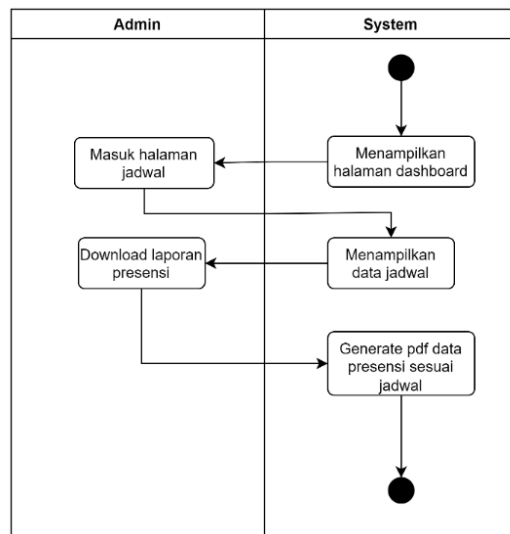 Admin
System
Menampilkan
halaman dashboard
Masuk halaman
jadwal
Menampilkan
data jadwal
Download laporan
presensi
Generate pdf data
presensi sesuai
jadwal